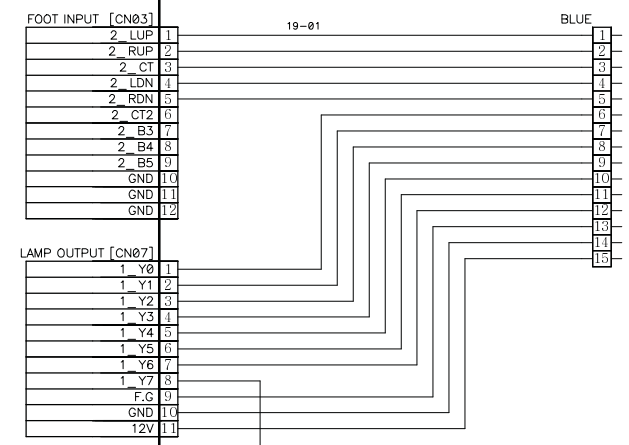 FOOT INPUT [CN03]
19-01
BLUE
2_LUP 1
2_RUP 2
2_CT 3
2_LDN 4
2_RDN 5
2_CT2 6
2_B3 7
2_B4 8
2_B5 9
GND 10
GND 11
GND 12
1
2
3
4
5
6
7
8
9
10
11
12
13
14
15
LAMP OUTPUT [CN07]
1_Y0 1
1_Y1 2
1_Y2 3
1_Y3 4
1_Y4 5
1_Y5 6
1_Y6 7
1_Y7 8
F.G 9
GND 10
12V 11